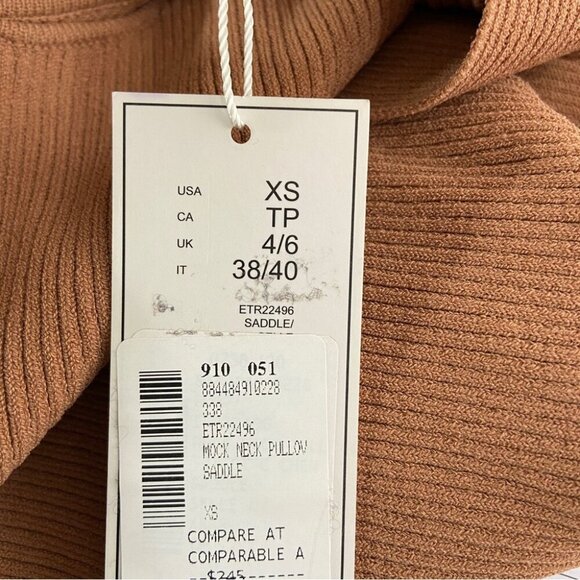 USA XS
CA TP
UK 4/6
IT 38/40
ETR22496
SADDLE/
910 051
884484910228
338
ETR22496
MOCK NECK PULLOV
SADDLE
XS
COMPARE AT
COMPARABLE A
$245